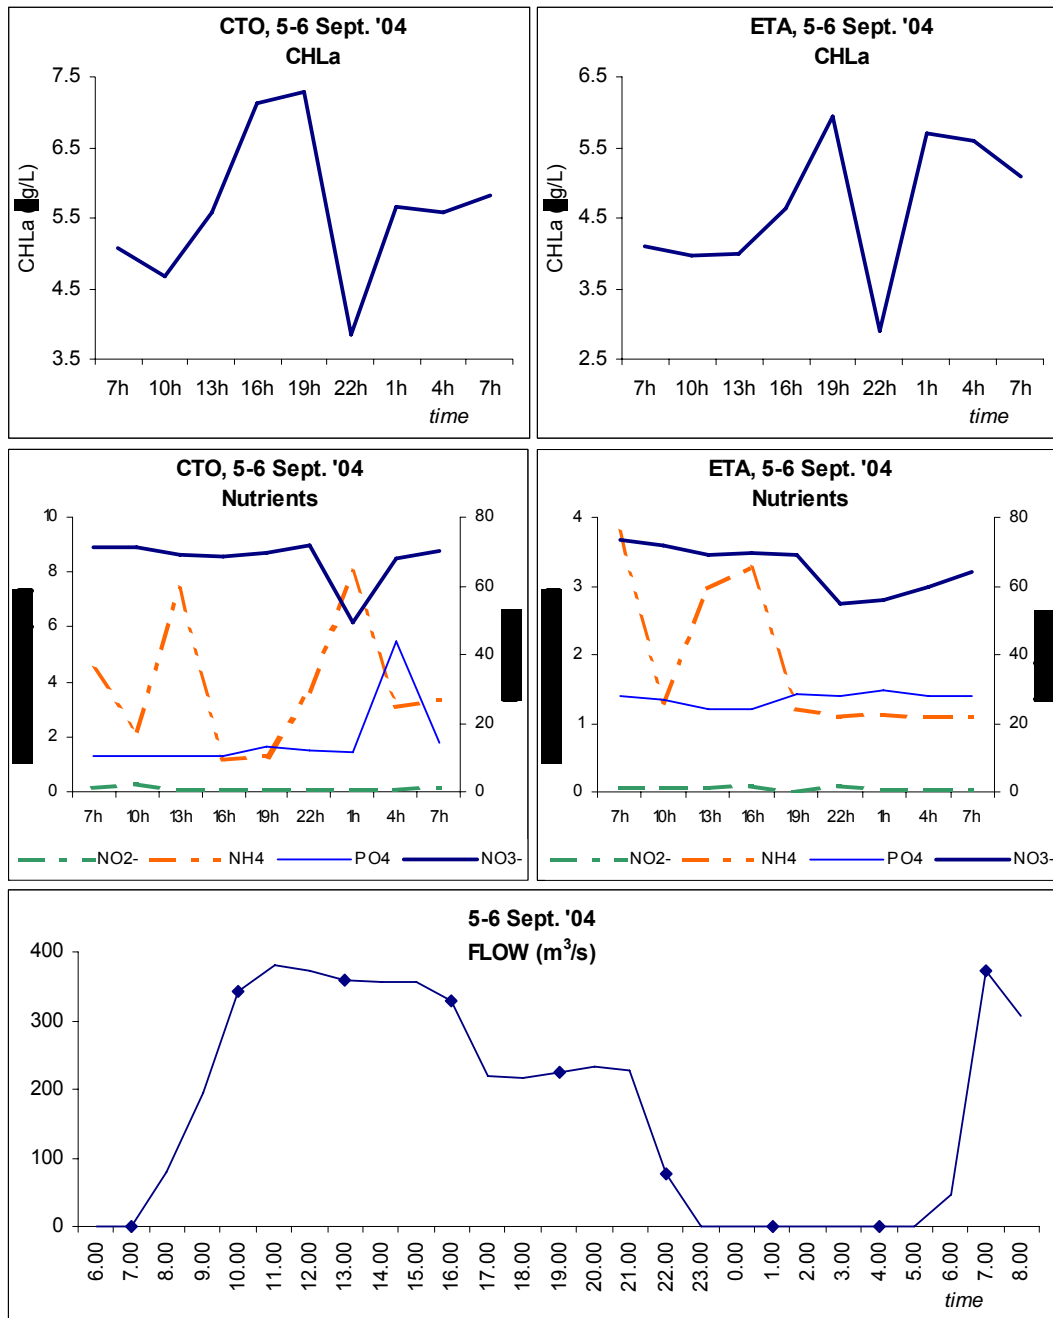 CTO, 5-6 Sept. '04
CHLa
7.5
6.5
5.5
4.5
3.5
CHLa g/L)
7h 10h 13h 16h 19h 22h 1h 4h 7h
time
ETA, 5-6 Sept. '04
CHLa
6.5
5.5
4.5
3.5
2.5
CHLa g/L)
7h 10h 13h 16h 19h 22h 1h 4h 7h
time
CTO, 5-6 Sept. '04
Nutrients
10
8
6
4
2
0
80
60
40
20
0
7h 10h 13h 16h 19h 22h 1h 4h 7h
NO2- NH4 PO4 NO3-
ETA, 5-6 Sept. '04
Nutrients
4
3
2
1
0
80
60
40
20
0
7h 10h 13h 16h 19h 22h 1h 4h 7h
NO2- NH4 PO4 NO3-
5-6 Sept. '04
FLOW (m³/s)
400
300
200
100
0
6.00 7.00 8.00 9.00 10.00 11.00 12.00 13.00 14.00 15.00 16.00 17.00 18.00 19.00 20.00 21.00 22.00 23.00 0.00 1.00 2.00 3.00 4.00 5.00 6.00 7.00 8.00
time